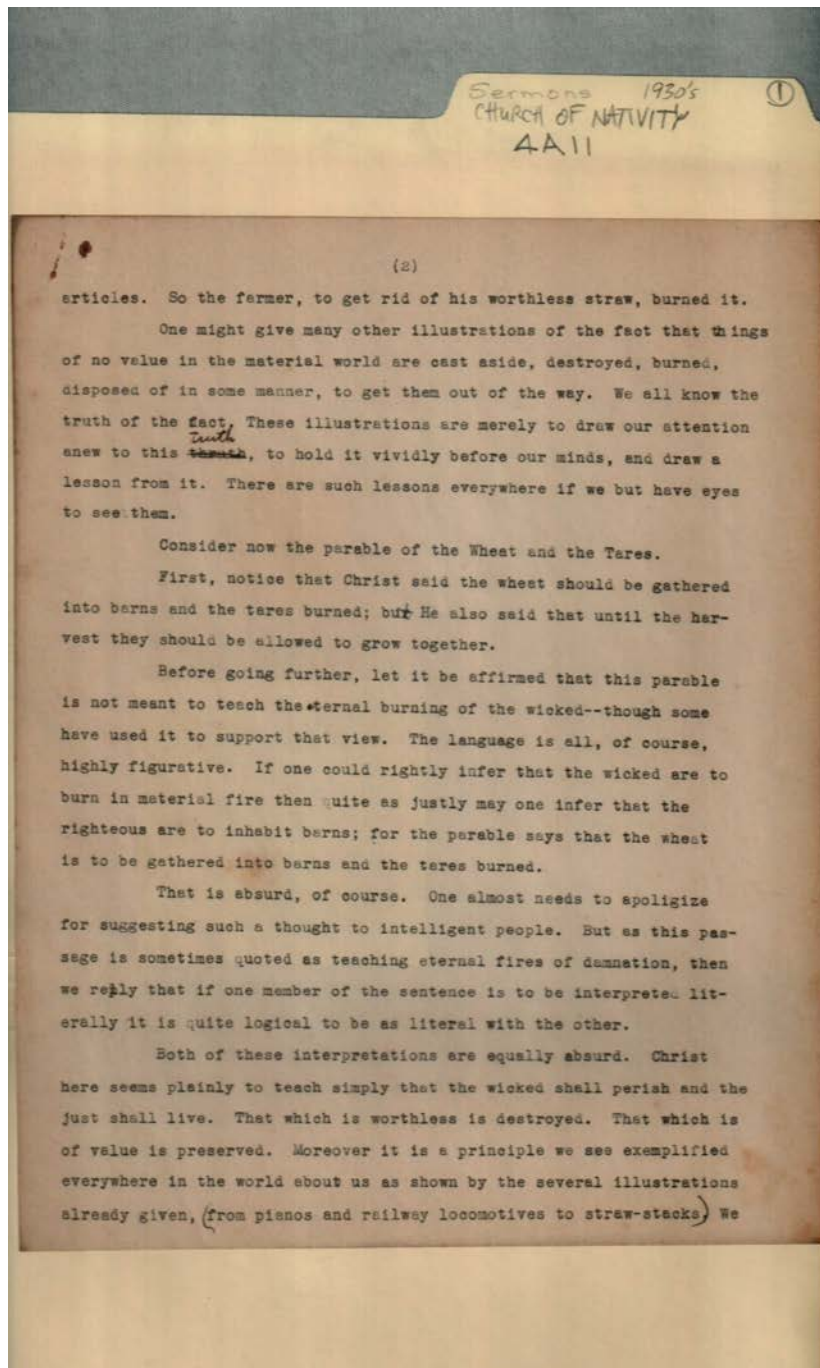 Sermons 1930's ①
CHURCH OF NATIVITY
4A11
(2)
articles. So the farmer, to get rid of his worthless straw, burned it.
One might give many other illustrations of the fact that things
of no value in the material world are cast aside, destroyed, burned,
disposed of in some manner, to get them out of the way. We all know the
truth of the fact. These illustrations are merely to draw our attention
truth
anew to this thruth, to hold it vividly before our minds, and draw a
lesson from it. There are such lessons everywhere if we but have eyes
to see them.
Consider now the parable of the Wheat and the Tares.
First, notice that Christ said the wheat should be gathered
into barns and the tares burned; but He also said that until the har-
vest they should be allowed to grow together.
Before going further, let it be affirmed that this parable
is not meant to teach the eternal burning of the wicked--though some
have used it to support that view. The language is all, of course,
highly figurative. If one could rightly infer that the wicked are to
burn in material fire then quite as justly may one infer that the
righteous are to inhabit barns; for the parable says that the wheat
is to be gathered into barns and the tares burned.
That is absurd, of course. One almost needs to apoligize
for suggesting such a thought to intelligent people. But as this pas-
sage is sometimes quoted as teaching eternal fires of damnation, then
we reply that if one member of the sentence is to be interpreted lit-
erally it is quite logical to be as literal with the other.
Both of these interpretations are equally absurd. Christ
here seems plainly to teach simply that the wicked shall perish and the
just shall live. That which is worthless is destroyed. That which is
of value is preserved. Moreover it is a principle we see exemplified
everywhere in the world about us as shown by the several illustrations
already given, (from pianos and railway locomotives to straw-stacks) We